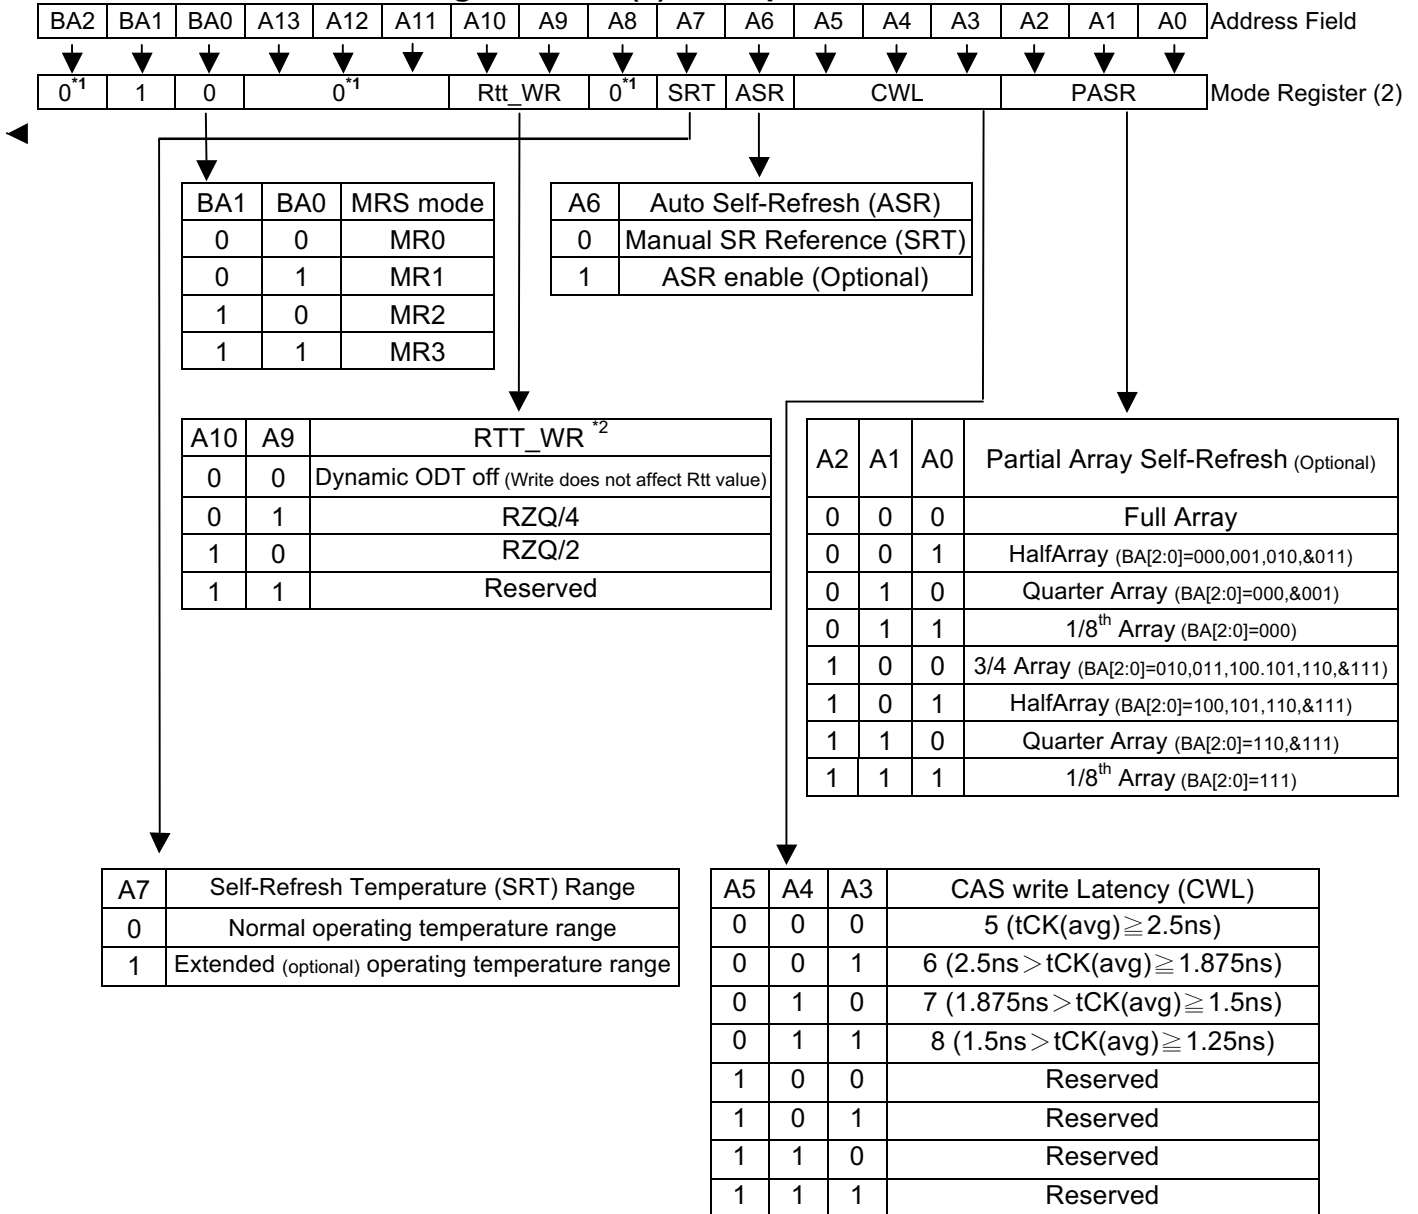 BA2 BA1 BA0 A13 A12 A11 A10 A9 A8 A7 A6 A5 A4 A3 A2 A1 A0 Address Field
0*1 1 0 0*1 Rtt_WR 0*1 SRT ASR CWL PASR Mode Register (2)
BA1 BA0 MRS mode
0 0 MR0
0 1 MR1
1 0 MR2
1 1 MR3
A6 Auto Self-Refresh (ASR)
0 Manual SR Reference (SRT)
1 ASR enable (Optional)
A10 A9 RTT_WR *2
0 0 Dynamic ODT off (Write does not affect Rtt value)
0 1 RZQ/4
1 0 RZQ/2
1 1 Reserved
A2 A1 A0 Partial Array Self-Refresh (Optional)
0 0 0 Full Array
0 0 1 HalfArray (BA[2:0]=000,001,010,&011)
0 1 0 Quarter Array (BA[2:0]=000,&001)
0 1 1 1/8th Array (BA[2:0]=000)
1 0 0 3/4 Array (BA[2:0]=010,011,100.101,110,&111)
1 0 1 HalfArray (BA[2:0]=100,101,110,&111)
1 1 0 Quarter Array (BA[2:0]=110,&111)
1 1 1 1/8th Array (BA[2:0]=111)
A7 Self-Refresh Temperature (SRT) Range
0 Normal operating temperature range
1 Extended (optional) operating temperature range
A5 A4 A3 CAS write Latency (CWL)
0 0 0 5 (tCK(avg)≧2.5ns)
0 0 1 6 (2.5ns＞tCK(avg)≧1.875ns)
0 1 0 7 (1.875ns＞tCK(avg)≧1.5ns)
0 1 1 8 (1.5ns＞tCK(avg)≧1.25ns)
1 0 0 Reserved
1 0 1 Reserved
1 1 0 Reserved
1 1 1 Reserved